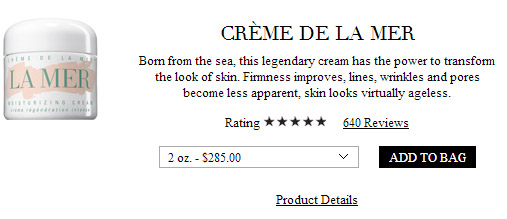 CRÈME DE LA MER
LA MER
MOISTURIZING CREAM
crème régénération intense
CRÈME DE LA MER
Born from the sea, this legendary cream has the power to transform
the look of skin. Firmness improves, lines, wrinkles and pores
become less apparent, skin looks virtually ageless.
Rating ★★★★★ 640 Reviews
2 oz. - $285.00
ADD TO BAG
Product Details